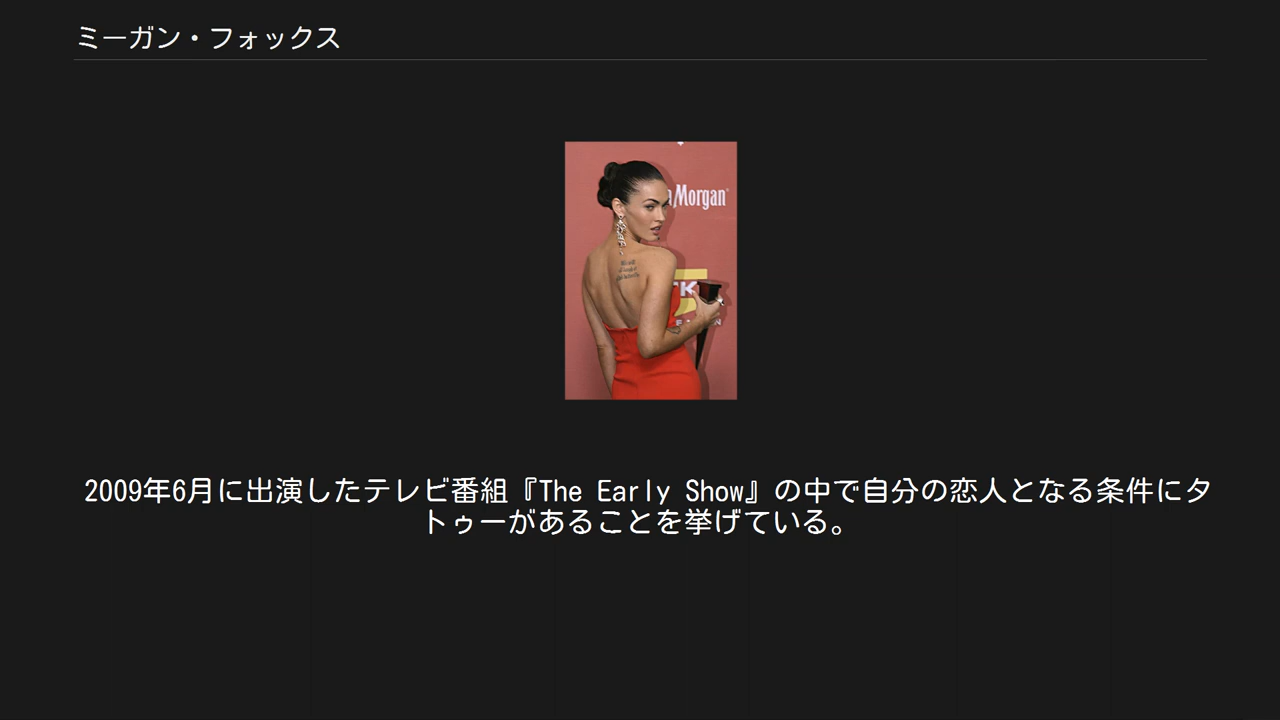 ミーガン・フォックス
Morgan
2009年6月に出演したテレビ番組『The Early Show』の中で自分の恋人となる条件にタ
トゥーがあることを挙げている。